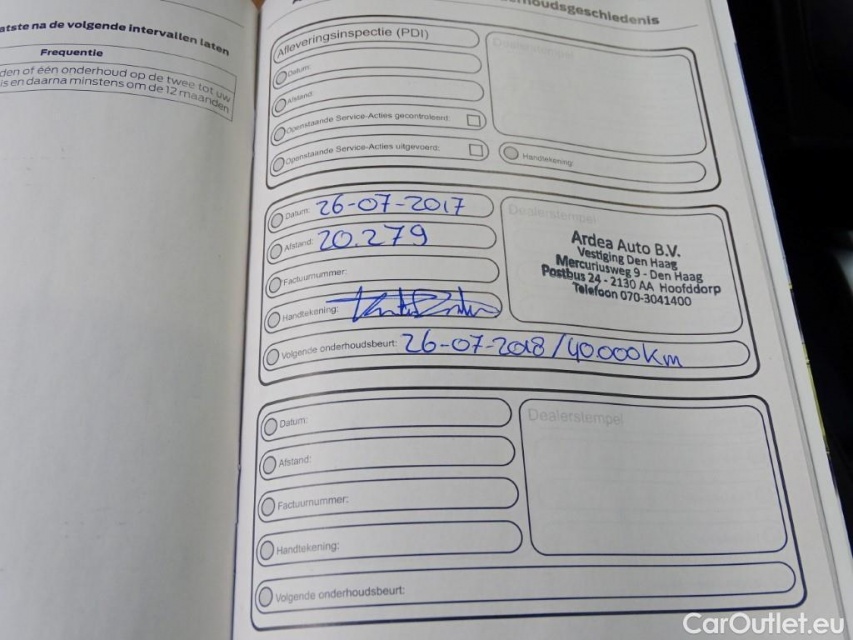 atste na de volgende intervallen laten
Frequentie
den of één onderhoud op de twee tot uw
is en daarna minstens om de 12 maanden
rhoudsgeschiedenis
Afleveringsinspectie (PDI)
Dealerstempel
Datum:
Afstand:
Openstaande Service-Acties gecontroleerd:
Openstaande Service-Acties uitgevoerd:
Handtekening:
Datum: 26-07-2017
Dealerstempel
Afstand: 20.279
Ardea Auto B.V.
Vestiging Den Haag
Mercuriusweg 9 - Den Haag
Postbus 24 - 2130 AA Hoofddorp
Telefoon 070-3041400
Factuurnummer:
Handtekening:
Volgende onderhoudsbeurt: 26-07-2018/40.000km
Datum:
Dealerstempel
Afstand:
Factuurnummer:
Handtekening:
Volgende onderhoudsbeurt:
CarOutlet.eu